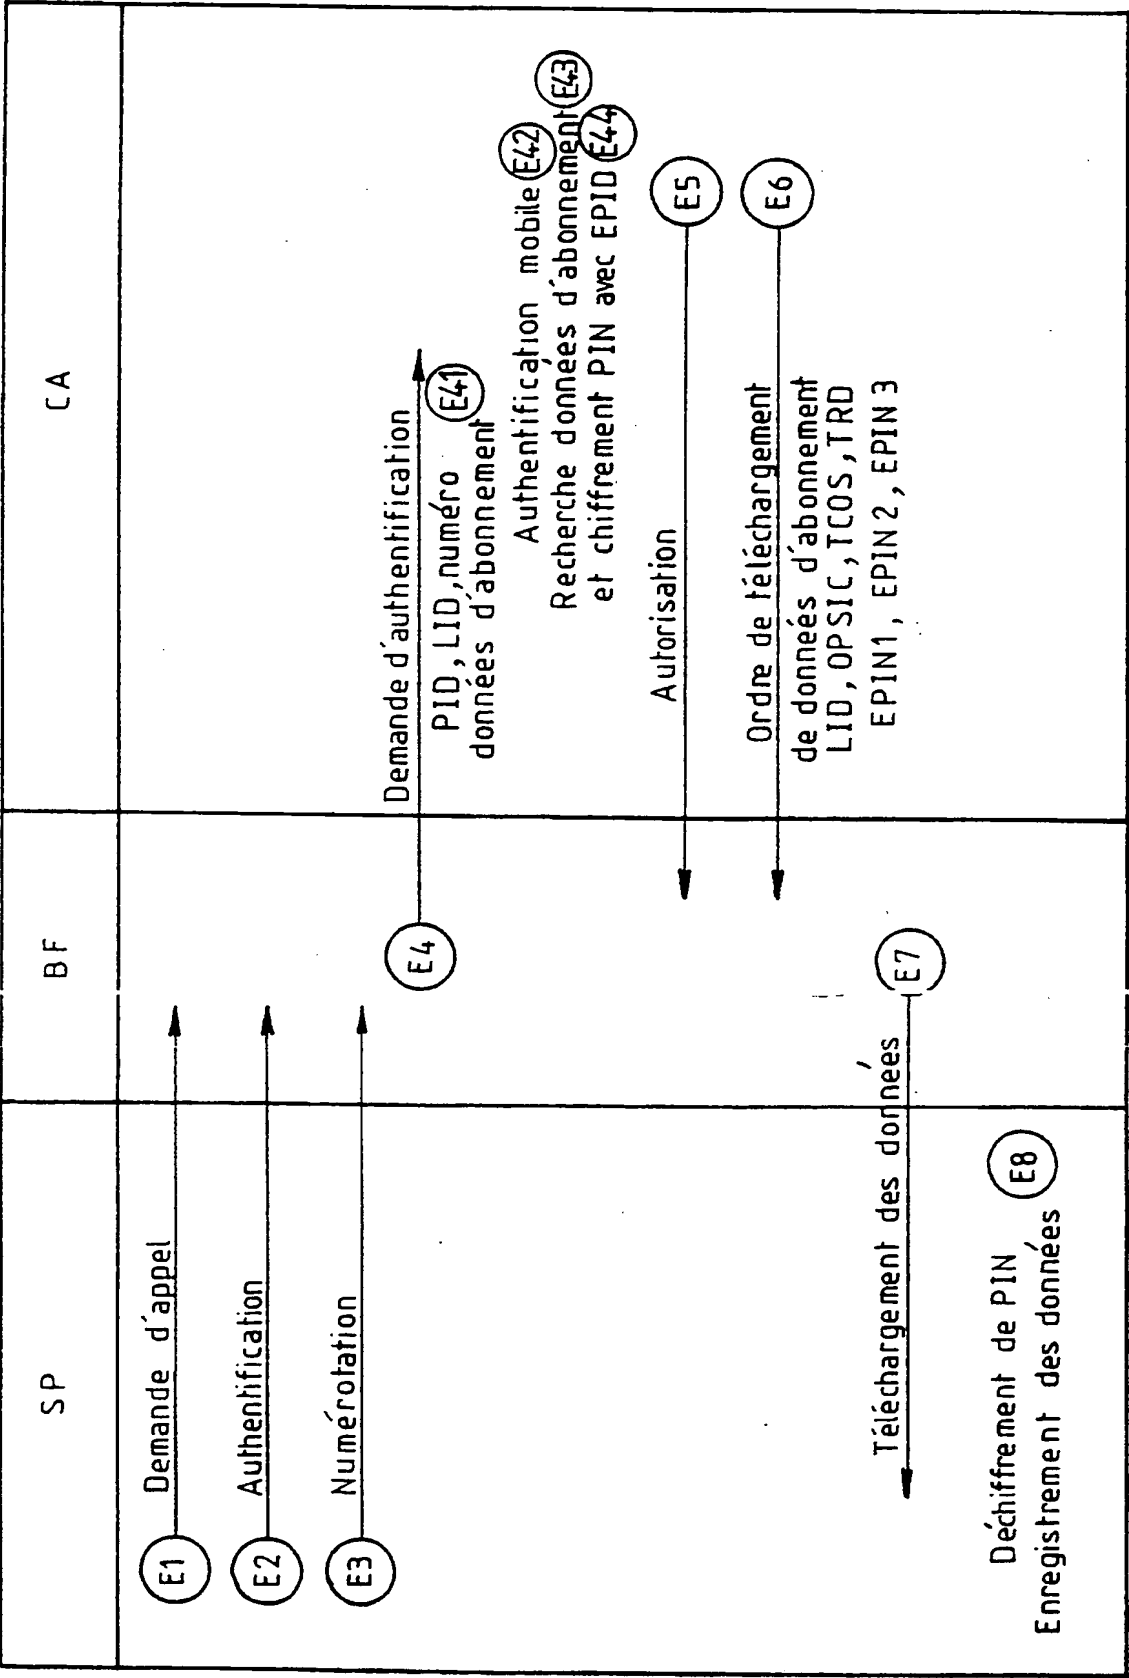 SP
BF
CA
E1
Demande d'appel
E2
Authentification
E3
Numérotation
E4
Demande d'authentification
PID, LID, numéro E41
données d'abonnement
Authentification mobile E42
Recherche données d'abonnement E43
et chiffrement PIN avec EPID E44
E5
Autorisation
E6
Ordre de téléchargement
de données d'abonnement
LID, OPSIC, TCOS, TRD
EPIN1, EPIN2, EPIN3
E7
Téléchargement des données
Déchiffrement de PIN E8
Enregistrement des données